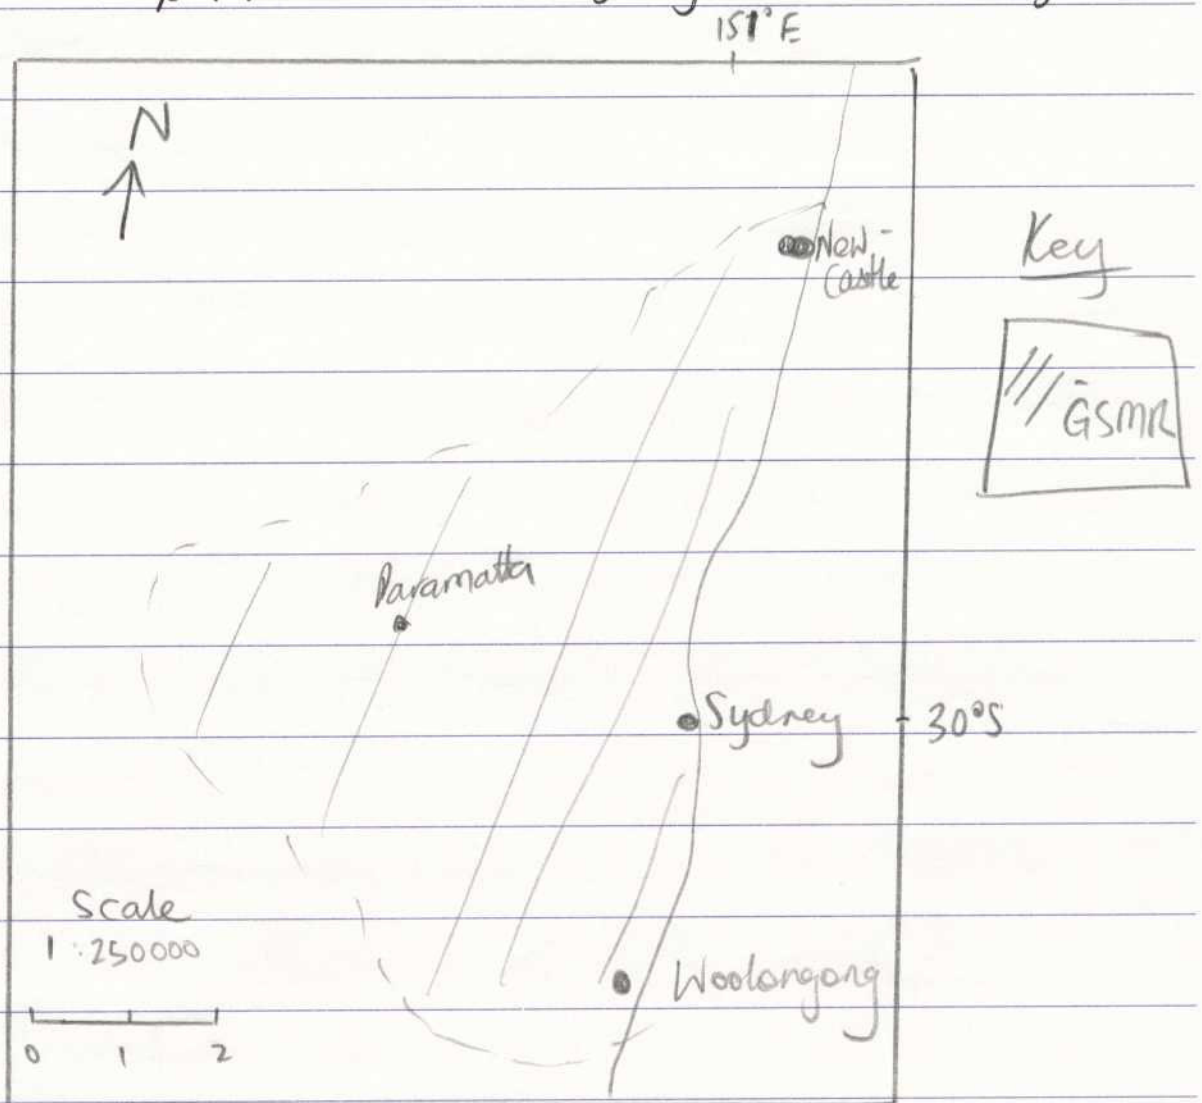 151°E
N
New-
Castle
Key
GSMR
Paramatta
Sydney
30°S
Scale
1:250000
Woolongong
0 1 2